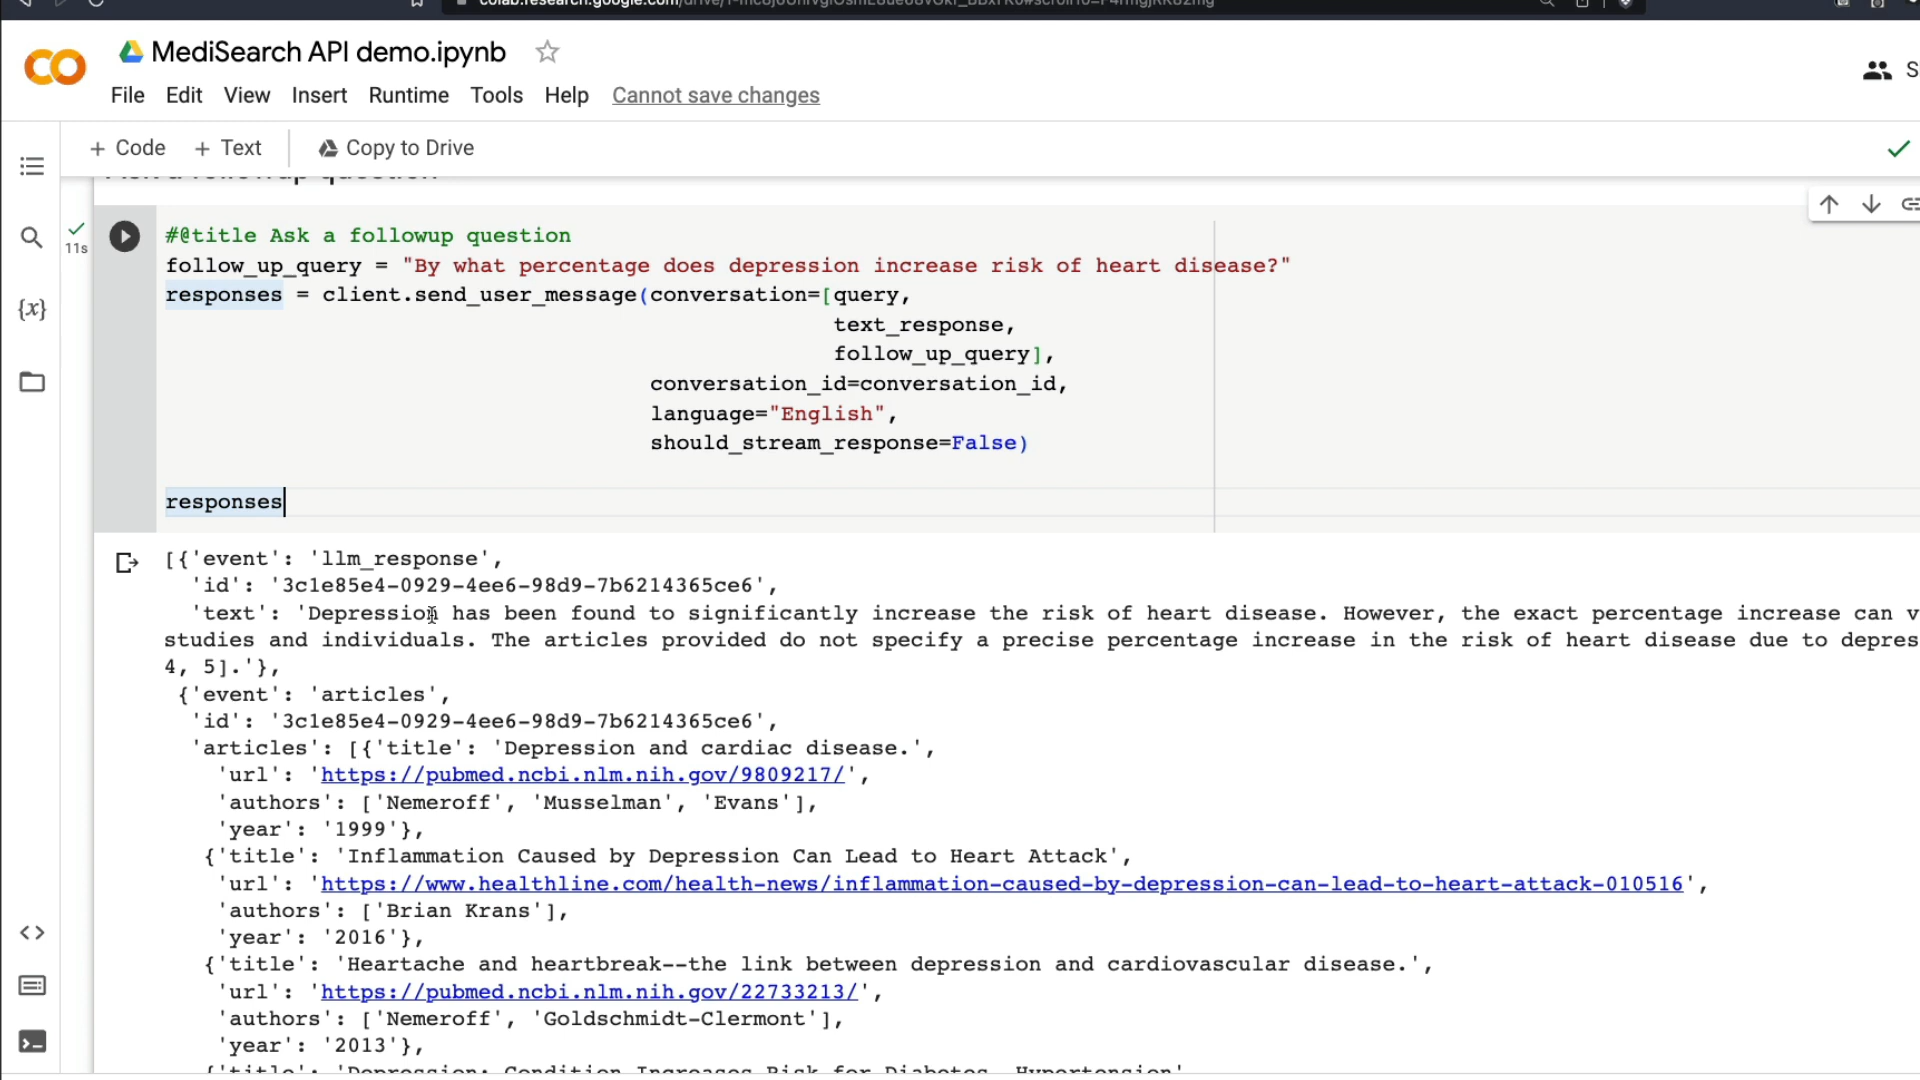 MediSearch API demo.ipynb
File Edit View Insert Runtime Tools Help Cannot save changes
+ Code + Text Copy to Drive
11s
#@title Ask a followup question
follow_up_query = "By what percentage does depression increase risk of heart disease?"
responses = client.send_user_message(conversation=[query,
text_response,
follow_up_query],
conversation_id=conversation_id,
language="English",
should_stream_response=False)
responses
[{'event': 'llm_response',
'id': '3c1e85e4-0929-4ee6-98d9-7b6214365ce6',
'text': 'Depression has been found to significantly increase the risk of heart disease. However, the exact percentage increase can
studies and individuals. The articles provided do not specify a precise percentage increase in the risk of heart disease due to depres
4, 5].'},
{'event': 'articles',
'id': '3c1e85e4-0929-4ee6-98d9-7b6214365ce6',
'articles': [{'title': 'Depression and cardiac disease.',
'url': 'https://pubmed.ncbi.nlm.nih.gov/9809217/',
'authors': ['Nemeroff', 'Musselman', 'Evans'],
'year': '1999'},
{'title': 'Inflammation Caused by Depression Can Lead to Heart Attack',
'url': 'https://www.healthline.com/health-news/inflammation-caused-by-depression-can-lead-to-heart-attack-010516',
'authors': ['Brian Krans'],
'year': '2016'},
{'title': 'Heartache and heartbreak--the link between depression and cardiovascular disease.',
'url': 'https://pubmed.ncbi.nlm.nih.gov/22733213/',
'authors': ['Nemeroff', 'Goldschmidt-Clermont'],
'year': '2013'},
{'title': 'Depression: Condition Increases Risk for Diabetes, Hypertension'